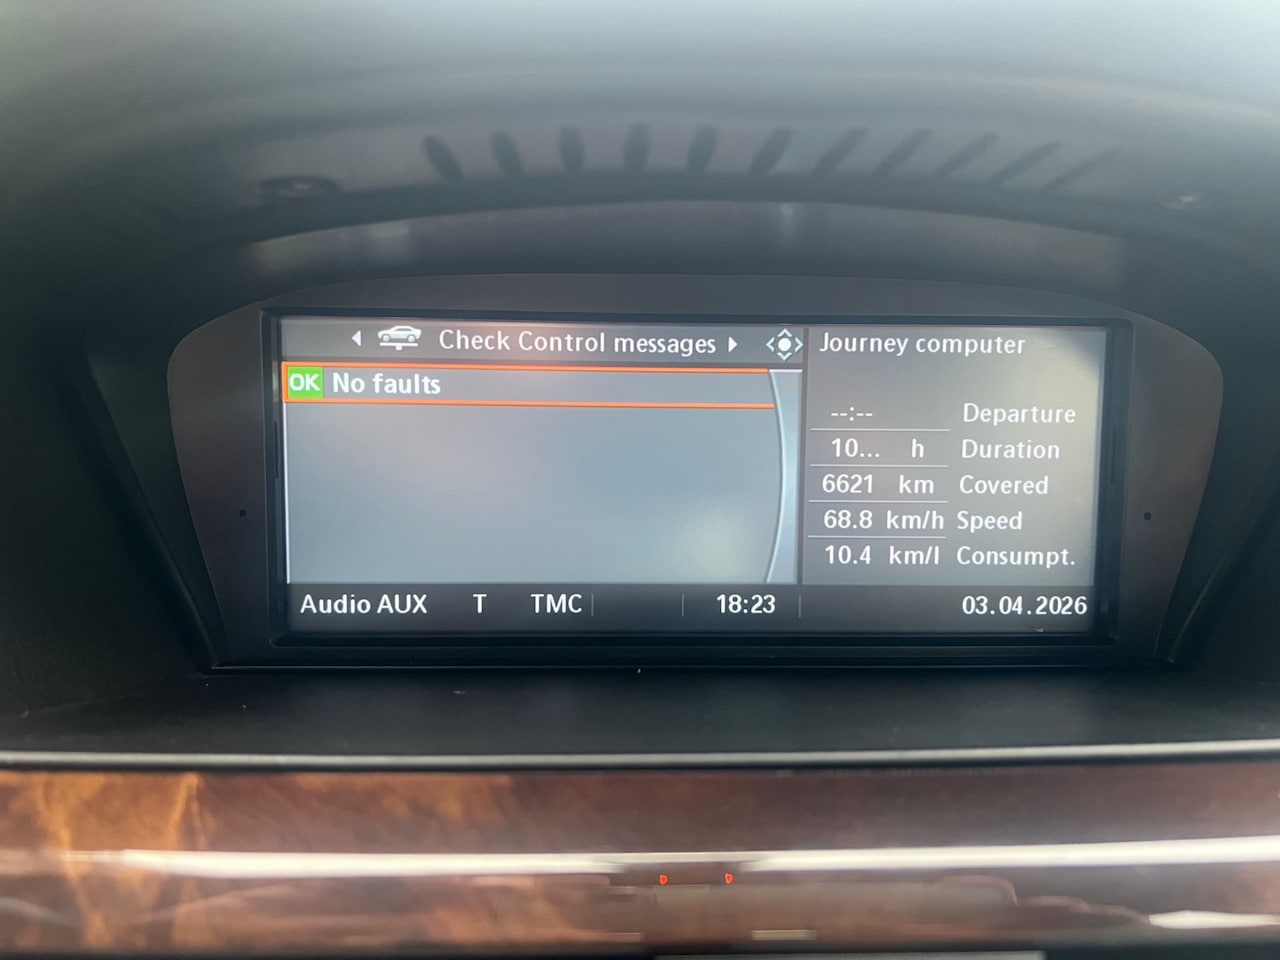 Check Control messages
OK No faults
Journey computer
--:-- Departure
10... h Duration
6621 km Covered
68.8 km/h Speed
10.4 km/l Consumpt.
Audio AUX T TMC 18:23 03.04.2026